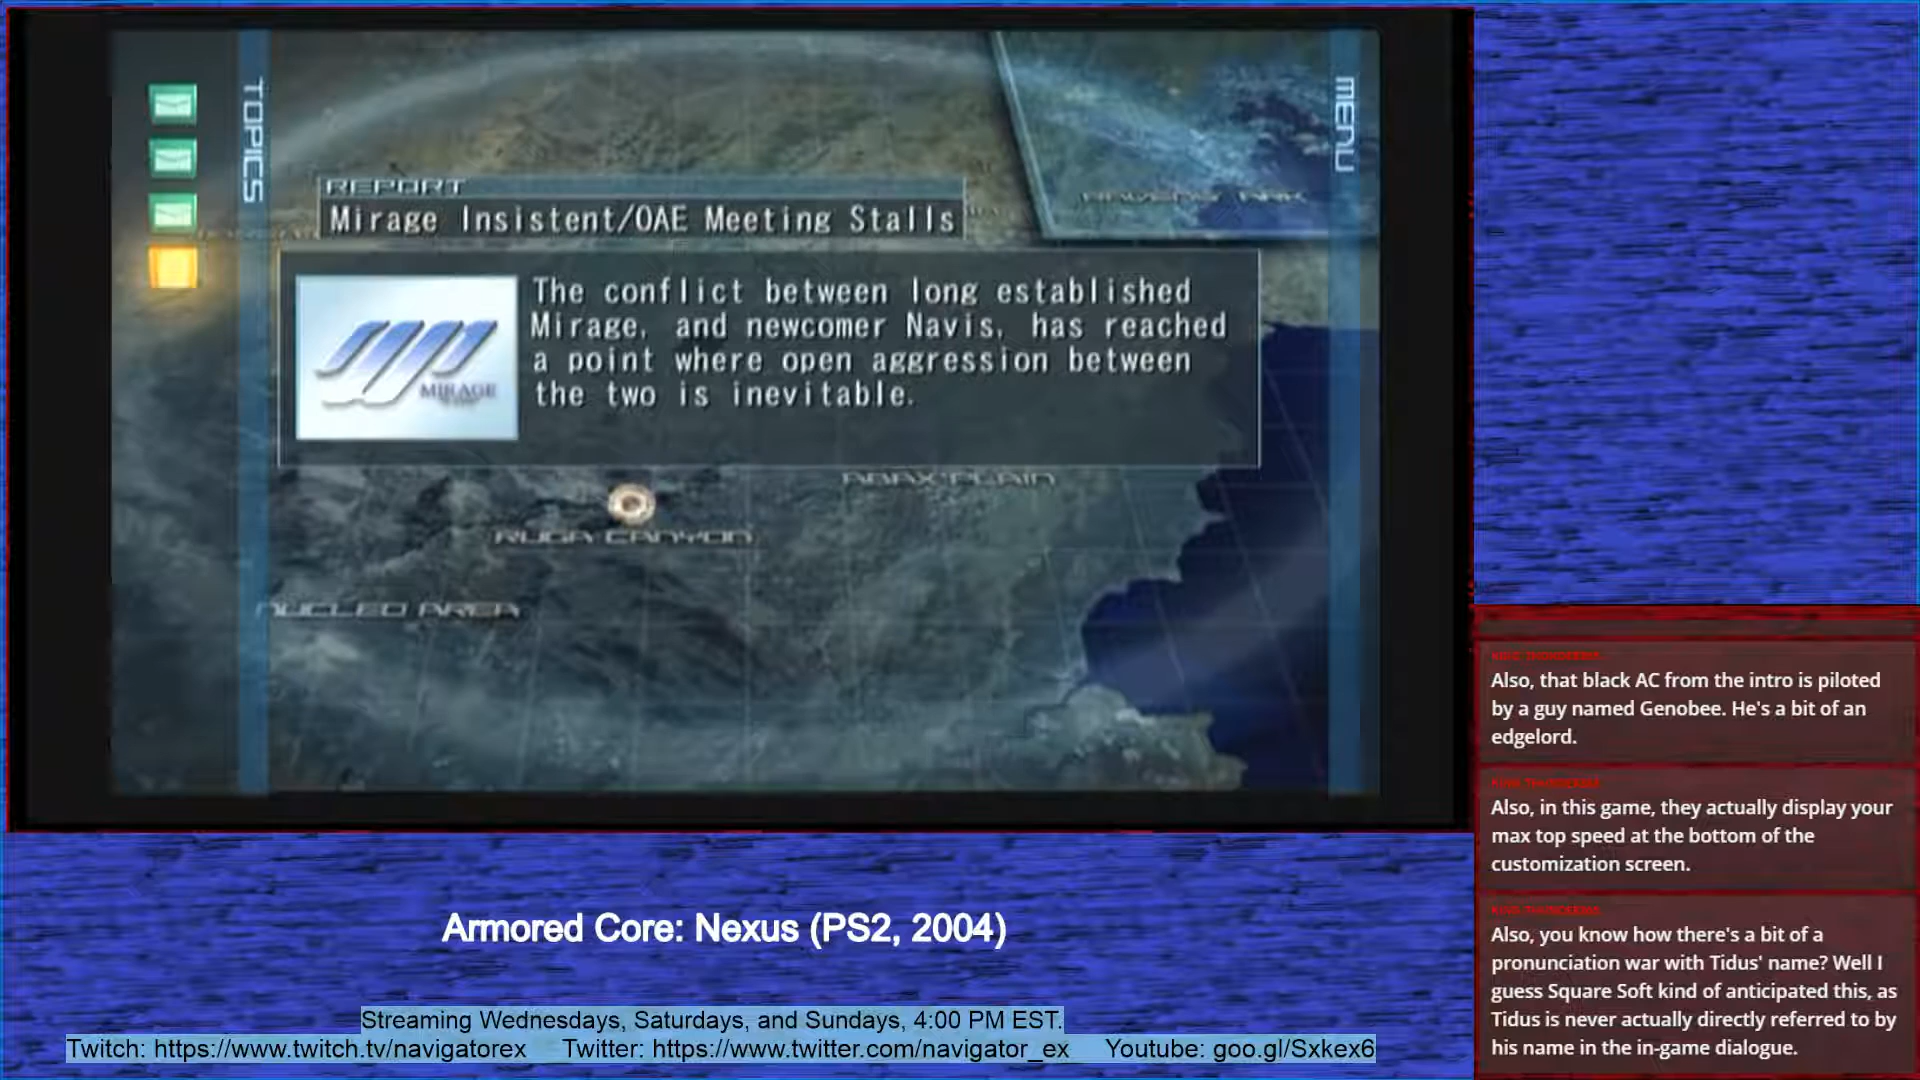 TOPICS
MENU
REPORT
Mirage Insistent/OAE Meeting Stalls
The conflict between long established
Mirage, and newcomer Navis, has reached
a point where open aggression between
the two is inevitable.
MIRAGE
RUGA CANYON
NUCLEO AREA
Also, that black AC from the intro is piloted
by a guy named Genobee. He's a bit of an
edgelord.
Also, in this game, they actually display your
max top speed at the bottom of the
customization screen.
Also, you know how there's a bit of a
pronunciation war with Tidus' name? Well I
guess Square Soft kind of anticipated this, as
Tidus is never actually directly referred to by
his name in the in-game dialogue.
Armored Core: Nexus (PS2, 2004)
Streaming Wednesdays, Saturdays, and Sundays, 4:00 PM EST.
Twitch: https://www.twitch.tv/navigatorex Twitter: https://www.twitter.com/navigator_ex Youtube: goo.gl/Sxkex6